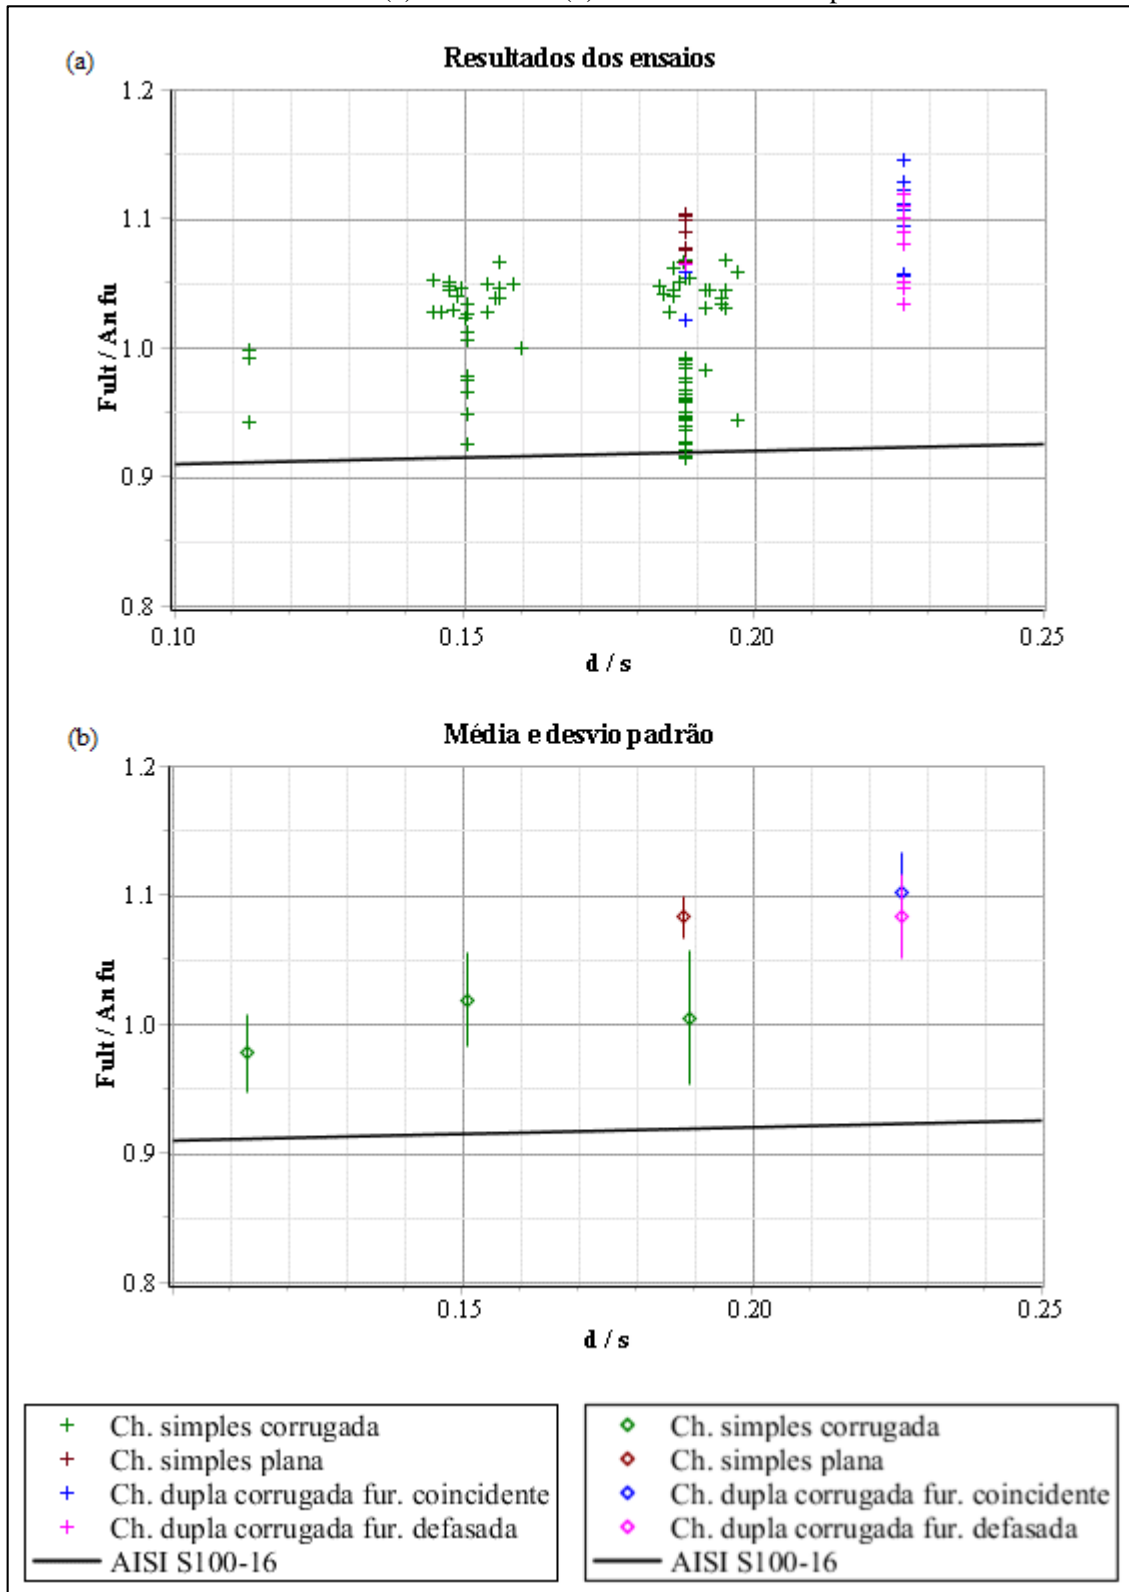 (a)
Resultados dos ensaios
1.2
1.1
1.0
0.9
0.8
Fult / An fu
0.10 0.15 0.20 0.25
d / s
(b)
Média e desvio padrão
1.2
1.1
1.0
0.9
0.8
Fult / An fu
0.15 0.20 0.25
d / s
Ch. simples corrugada
Ch. simples plana
Ch. dupla corrugada fur. coincidente
Ch. dupla corrugada fur. defasada
AISI S100-16
Ch. simples corrugada
Ch. simples plana
Ch. dupla corrugada fur. coincidente
Ch. dupla corrugada fur. defasada
AISI S100-16